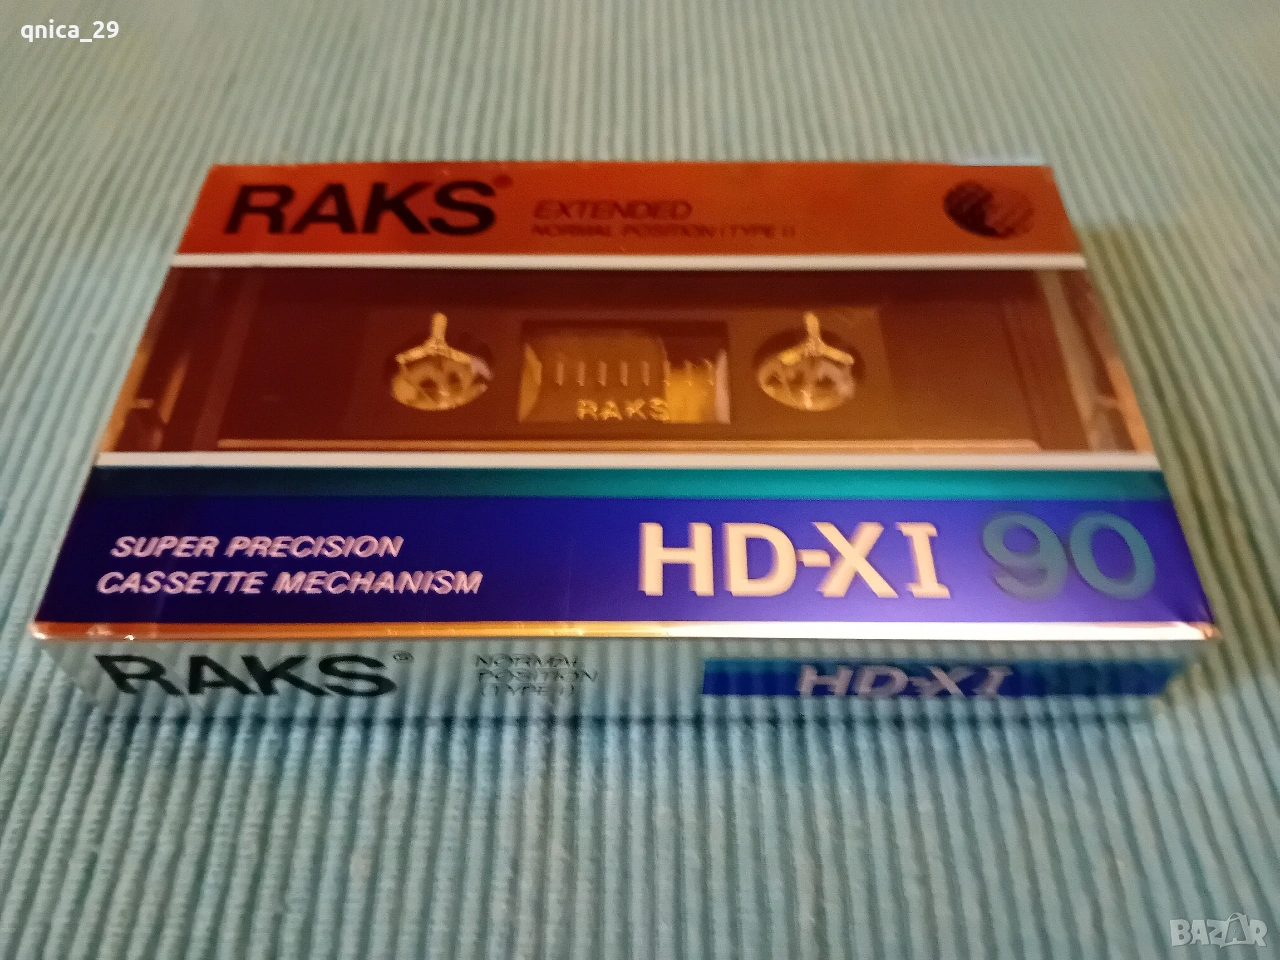 qnica_29
RAKS®
EXTENDED
NORMAL POSITION (TYPE I)
RAKS
SUPER PRECISION
CASSETTE MECHANISM
HD-XI 90
RAKS®
NORMAL
POSITION
(TYPE I)
HD-XI
BAZAR